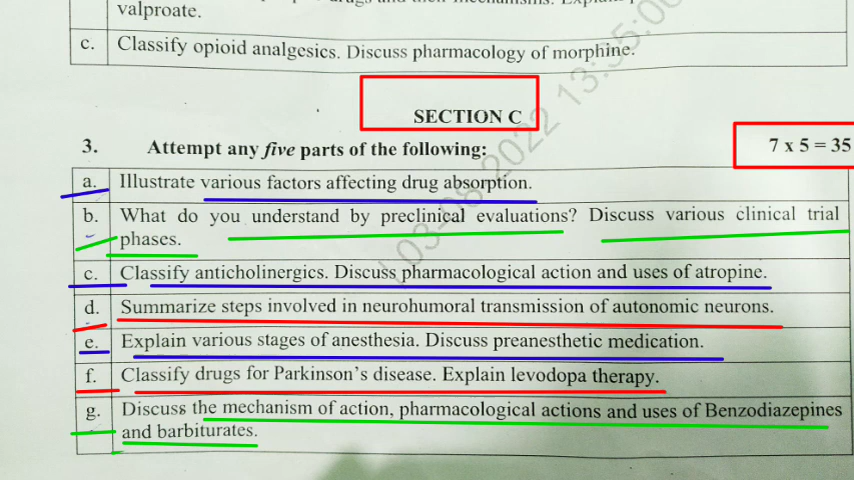 valproate.
c. Classify opioid analgesics. Discuss pharmacology of morphine.
SECTION C
3. Attempt any five parts of the following: 7 x 5 = 35
a. Illustrate various factors affecting drug absorption.
b. What do you understand by preclinical evaluations? Discuss various clinical trial
phases.
c. Classify anticholinergics. Discuss pharmacological action and uses of atropine.
d. Summarize steps involved in neurohumoral transmission of autonomic neurons.
e. Explain various stages of anesthesia. Discuss preanesthetic medication.
f. Classify drugs for Parkinson's disease. Explain levodopa therapy.
g. Discuss the mechanism of action, pharmacological actions and uses of Benzodiazepines
and barbiturates.